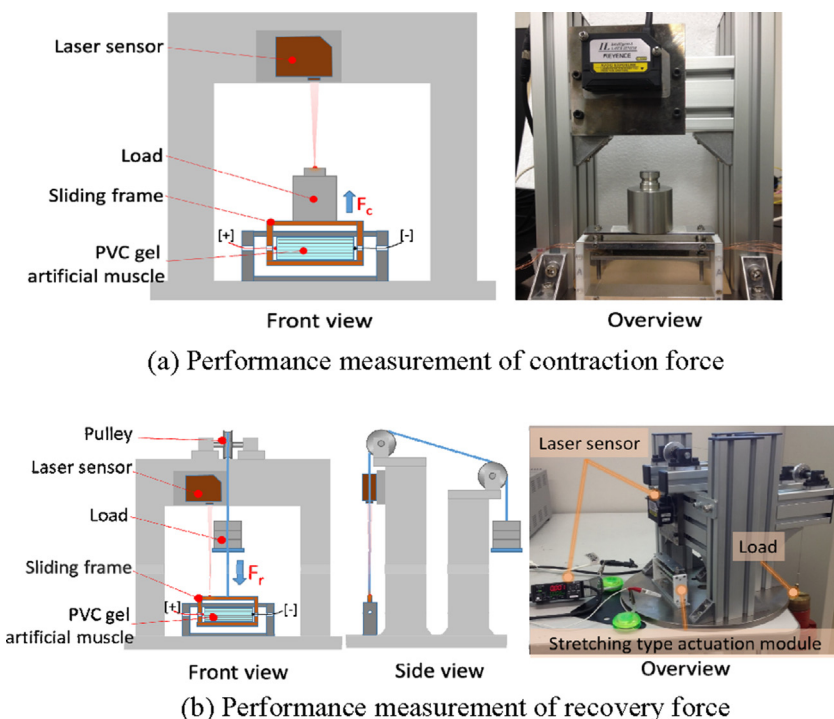 Laser sensor
Load
Sliding frame
F_c
[+]
[-]
PVC gel
artificial muscle
Front view
KEYENCE
Overview
(a) Performance measurement of contraction force
Pulley
Laser sensor
Load
Sliding frame
F_r
[+]
[-]
PVC gel
artificial muscle
Front view
Side view
Laser sensor
Load
Stretching type actuation module
Overview
(b) Performance measurement of recovery force